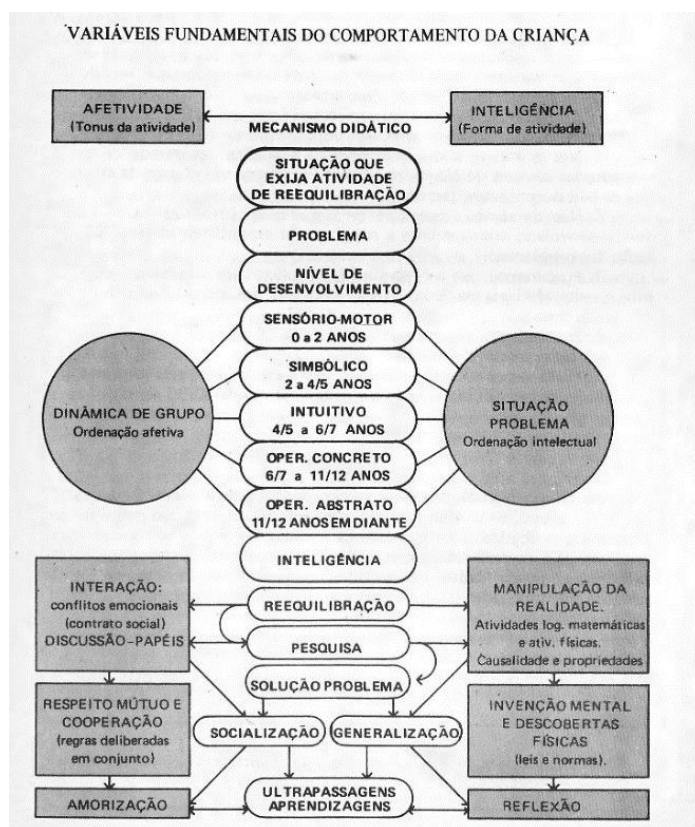 VARIÁVEIS FUNDAMENTAIS DO COMPORTAMENTO DA CRIANÇA
AFETIVIDADE
(Tonus da atividade)
INTELIGÊNCIA
(Forma de atividade)
MECANISMO DIDÁTICO
SITUAÇÃO QUE
EXIJA ATIVIDADE
DE REEQUILIBRAÇÃO
PROBLEMA
NÍVEL DE
DESENVOLVIMENTO
SENSÓRIO-MOTOR
0 a 2 ANOS
SIMBÓLICO
2 a 4/5 ANOS
INTUITIVO
4/5 a 6/7 ANOS
OPER. CONCRETO
6/7 a 11/12 ANOS
OPER. ABSTRATO
11/12 ANOS EM DIANTE
INTELIGÊNCIA
DINÂMICA DE GRUPO
Ordenação afetiva
SITUAÇÃO
PROBLEMA
Ordenação intelectual
INTERAÇÃO:
conflitos emocionais
(contrato social)
DISCUSSÃO-PAPÉIS
REEQUILIBRAÇÃO
PESQUISA
SOLUÇÃO PROBLEMA
MANIPULAÇÃO DA
REALIDADE.
Atividades log. matemáticas
e ativ. físicas.
Causalidade e propriedades
RESPEITO MÚTUO E
COOPERAÇÃO
(regras deliberadas
em conjunto)
SOCIALIZAÇÃO
GENERALIZAÇÃO
INVENÇÃO MENTAL
E DESCOBERTAS
FÍSICAS
(leis e normas).
AMORIZAÇÃO
ULTRAPASSAGENS
APRENDIZAGENS
REFLEXÃO